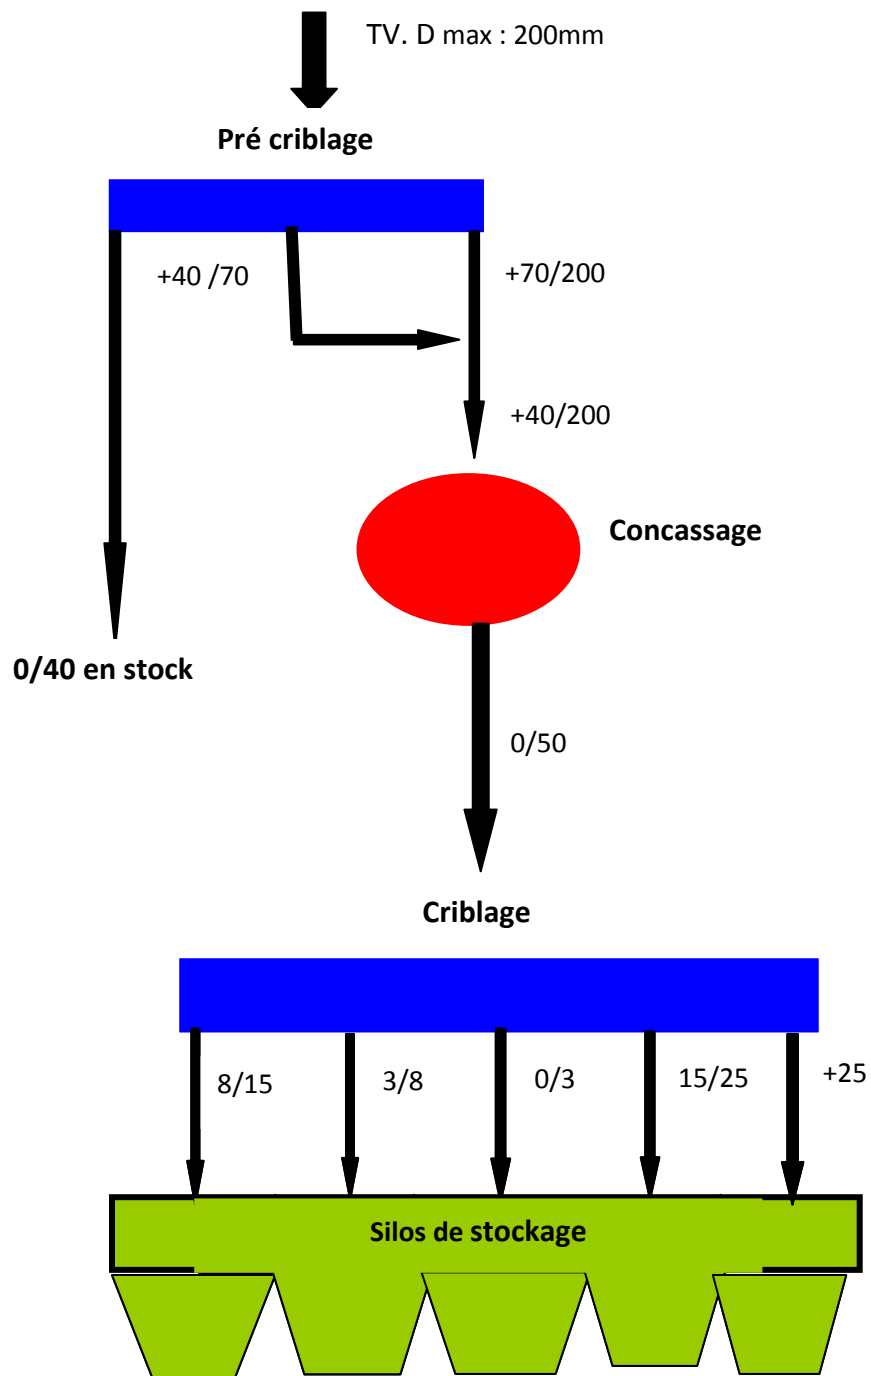 TV. D max : 200mm
Pré criblage
+40 /70
+70/200
+40/200
Concassage
0/40 en stock
0/50
Criblage
8/15
3/8
0/3
15/25
+25
Silos de stockage